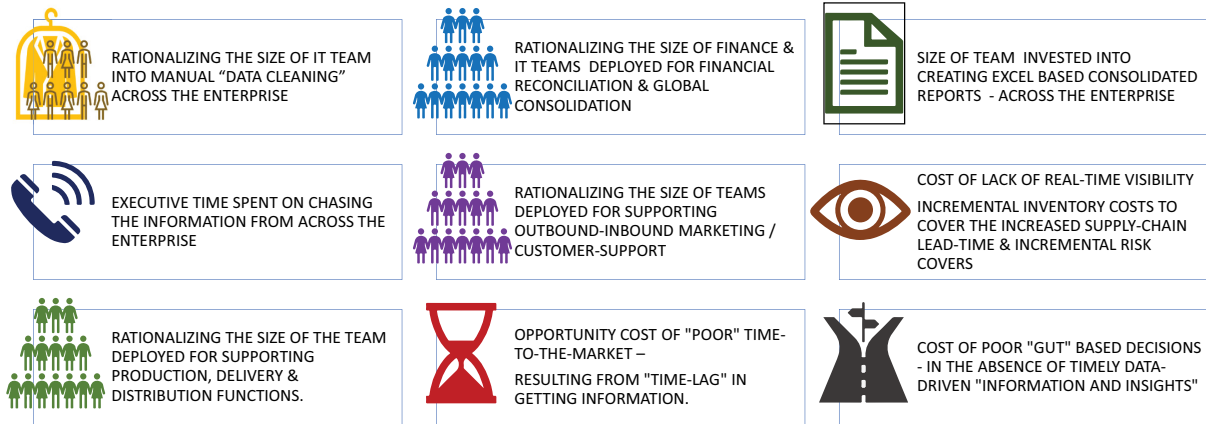 RATIONALIZING THE SIZE OF IT TEAM
INTO MANUAL “DATA CLEANING”
ACROSS THE ENTERPRISE
RATIONALIZING THE SIZE OF FINANCE &
IT TEAMS DEPLOYED FOR FINANCIAL
RECONCILIATION & GLOBAL
CONSOLIDATION
SIZE OF TEAM INVESTED INTO
CREATING EXCEL BASED CONSOLIDATED
REPORTS - ACROSS THE ENTERPRISE
EXECUTIVE TIME SPENT ON CHASING
THE INFORMATION FROM ACROSS THE
ENTERPRISE
RATIONALIZING THE SIZE OF TEAMS
DEPLOYED FOR SUPPORTING
OUTBOUND-INBOUND MARKETING /
CUSTOMER-SUPPORT
COST OF LACK OF REAL-TIME VISIBILITY
INCREMENTAL INVENTORY COSTS TO
COVER THE INCREASED SUPPLY-CHAIN
LEAD-TIME & INCREMENTAL RISK
COVERS
RATIONALIZING THE SIZE OF THE TEAM
DEPLOYED FOR SUPPORTING
PRODUCTION, DELIVERY &
DISTRIBUTION FUNCTIONS.
OPPORTUNITY COST OF "POOR" TIME-
TO-THE-MARKET –
RESULTING FROM "TIME-LAG" IN
GETTING INFORMATION.
COST OF POOR "GUT" BASED DECISIONS
- IN THE ABSENCE OF TIMELY DATA-
DRIVEN "INFORMATION AND INSIGHTS"